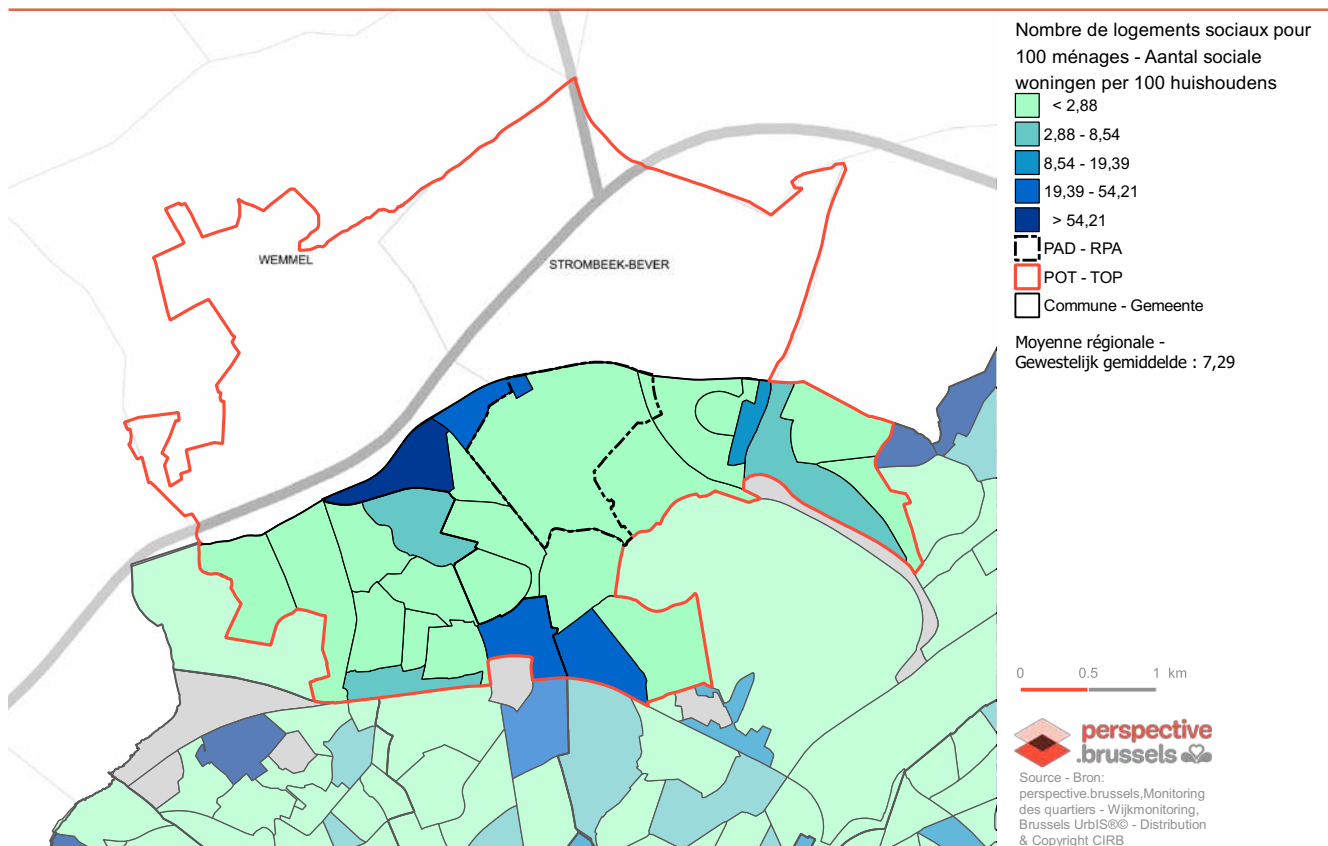 Nombre de logements sociaux pour
100 ménages - Aantal sociale
woningen per 100 huishoudens
< 2,88
2,88 - 8,54
8,54 - 19,39
19,39 - 54,21
> 54,21
PAD - RPA
POT - TOP
Commune - Gemeente
Moyenne régionale -
Gewestelijk gemiddelde : 7,29
WEMMEL
STROMBEEK-BEVER
0 0.5 1 km
perspective
.brussels
Source - Bron:
perspective.brussels,Monitoring
des quartiers - Wijkmonitoring,
Brussels UrbIS®© - Distribution
& Copyright CIRB